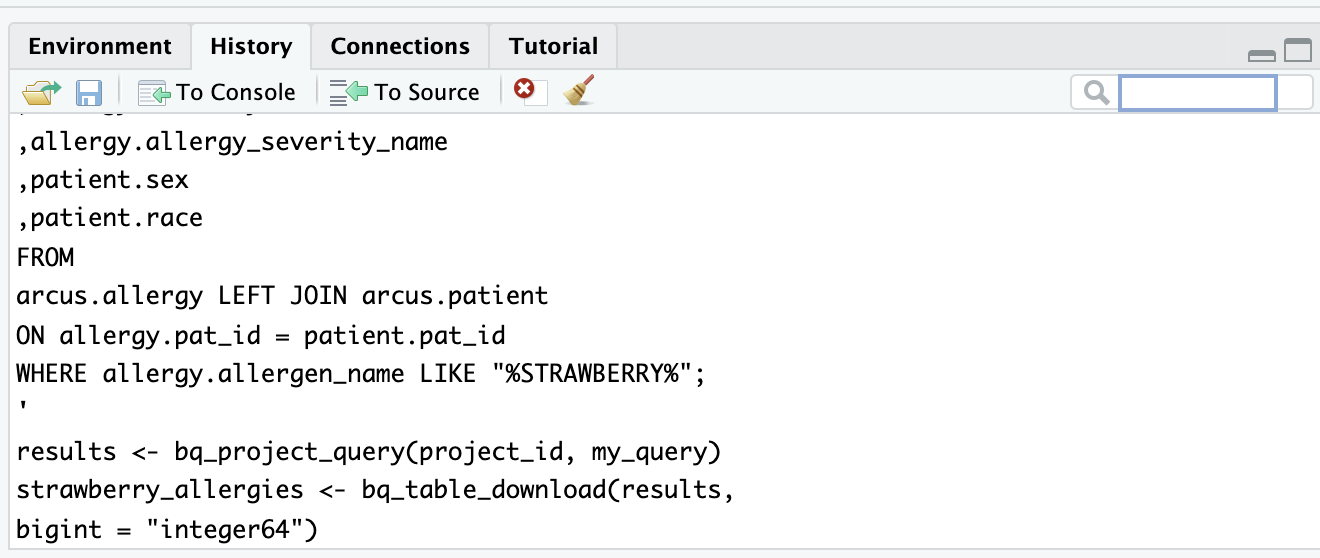 Environment History Connections Tutorial
To Console To Source
,allergy.allergy_severity_name
,patient.sex
,patient.race
FROM
arcus.allergy LEFT JOIN arcus.patient
ON allergy.pat_id = patient.pat_id
WHERE allergy.allergen_name LIKE "%STRAWBERRY%";
'
results <- bq_project_query(project_id, my_query)
strawberry_allergies <- bq_table_download(results,
bigint = "integer64")